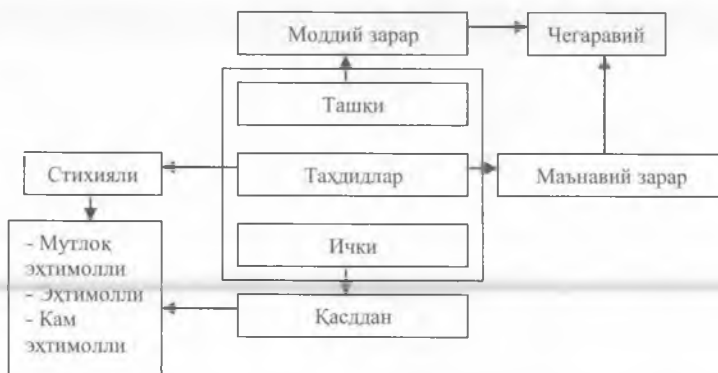 Моддий зарар
Чегаравий
Ташқи
Стихияли
Таҳдидлар
Маънавий зарар
- Мутлоқ
эҳтимолли
- Эҳтимолли
- Кам
эҳтимолли
Ички
Қасддан